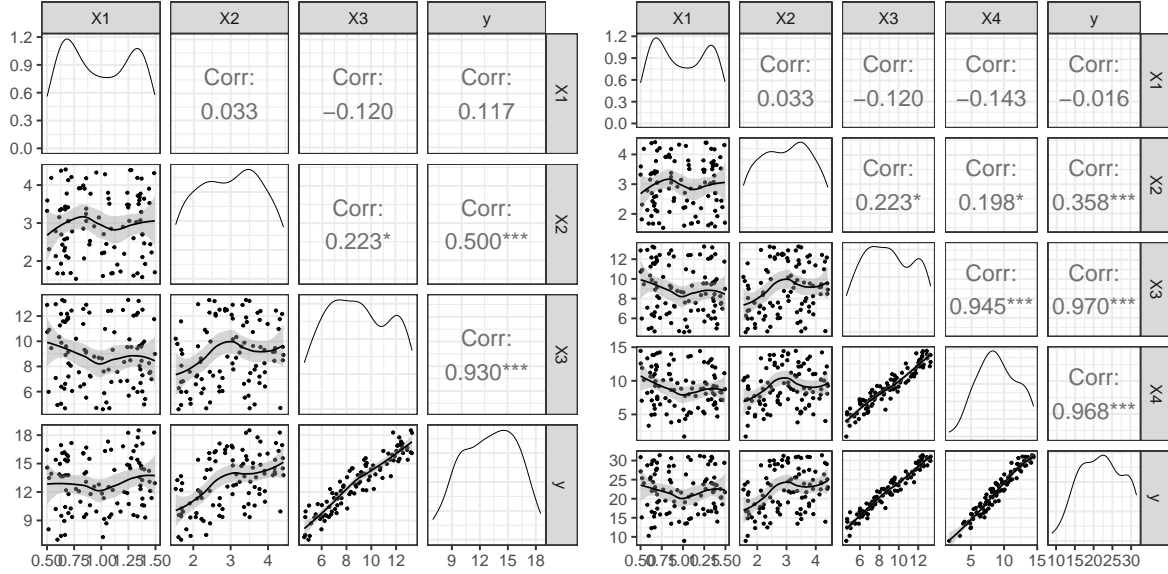 X1 X2 X3 y
1.2
0.9
0.6
0.3
0.0
Corr:
0.033
Corr:
−0.120
Corr:
0.117
X1
4
3
2
Corr:
0.223*
Corr:
0.500***
X2
12
10
8
6
Corr:
0.930***
X3
18
15
12
9
y
0.50 0.75 1.00 1.25 1.50 2 3 4 6 8 10 12 9 12 15 18
X1 X2 X3 X4 y
1.2
0.9
0.6
0.3
0.0
Corr:
0.033
Corr:
−0.120
Corr:
−0.143
Corr:
−0.016
X1
4
3
2
Corr:
0.223*
Corr:
0.198*
Corr:
0.358***
X2
12
10
8
6
Corr:
0.945***
Corr:
0.970***
X3
15
10
5
Corr:
0.968***
X4
30
25
20
15
10
y
0.50 0.75 1.00 1.25 1.50 2 3 4 6 8 10 12 5 10 15 10 15 20 25 30